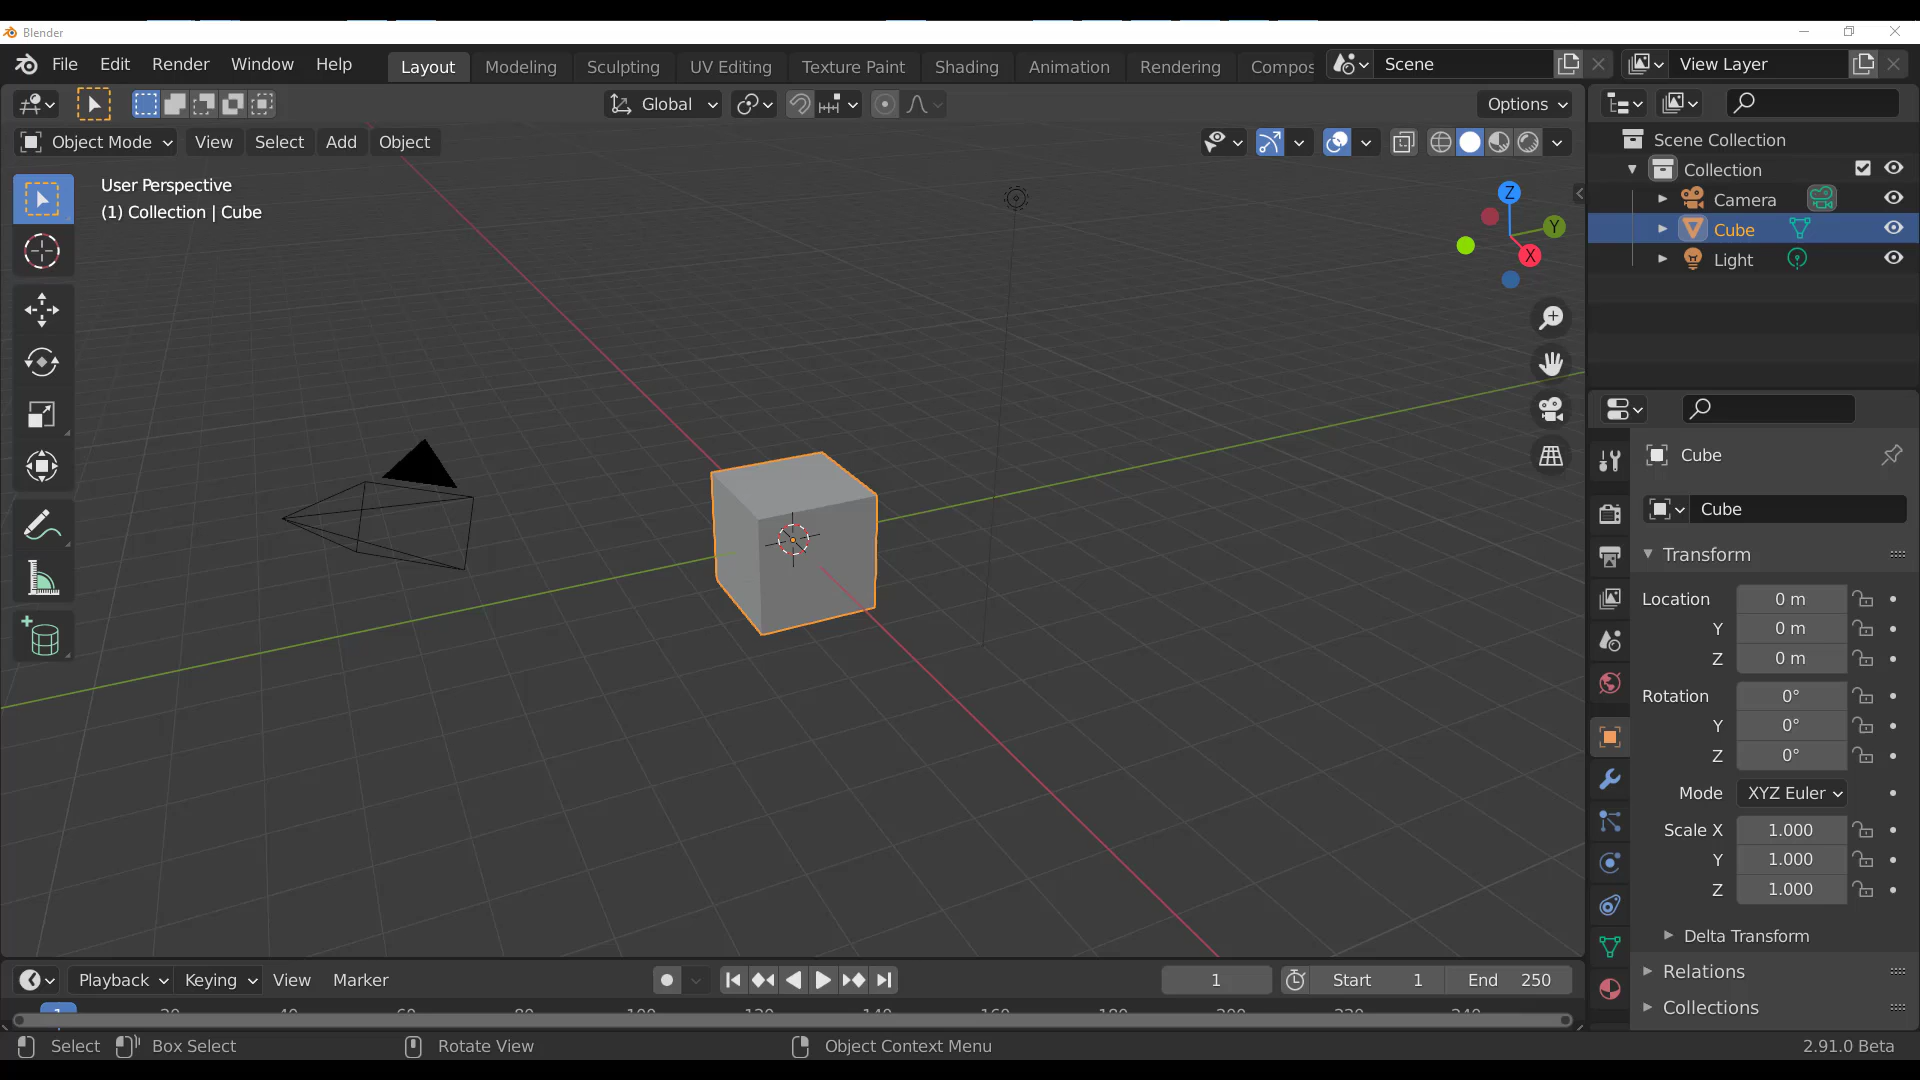 Blender
File Edit Render Window Help Layout Modeling Sculpting UV Editing Texture Paint Shading Animation Rendering Compos Scene View Layer
Global Options
Object Mode View Select Add Object
User Perspective
(1) Collection | Cube
Z
Y
X
Scene Collection
Collection
Camera
Cube
Light
Cube
Cube
Transform
Location 0 m
Y 0 m
Z 0 m
Rotation 0°
Y 0°
Z 0°
Mode XYZ Euler
Scale X 1.000
Y 1.000
Z 1.000
Delta Transform
Relations
Collections
Playback Keying View Marker 1 Start 1 End 250
1 20 40 60 80 100 120 140 160 180 200 220 240
Select Box Select Rotate View Object Context Menu 2.91.0 Beta